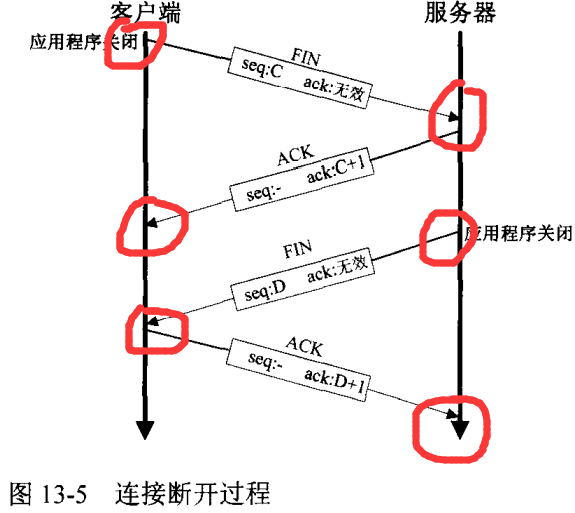 客户端
服务器
应用程序关闭
FIN
seq:C ack:无效
ACK
seq:- ack:C+1
应用程序关闭
FIN
seq:D ack:无效
ACK
seq:- ack:D+1
图 13-5 连接断开过程